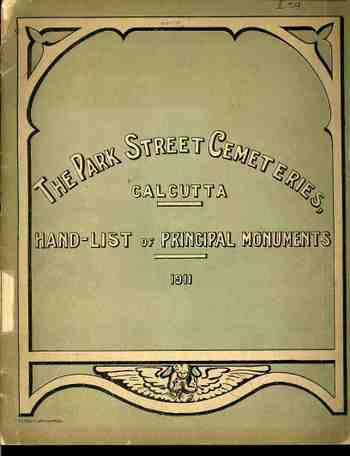 THE PARK STREET CEMETERIES,
CALCUTTA
HAND-LIST OF PRINCIPAL MONUMENTS
1911